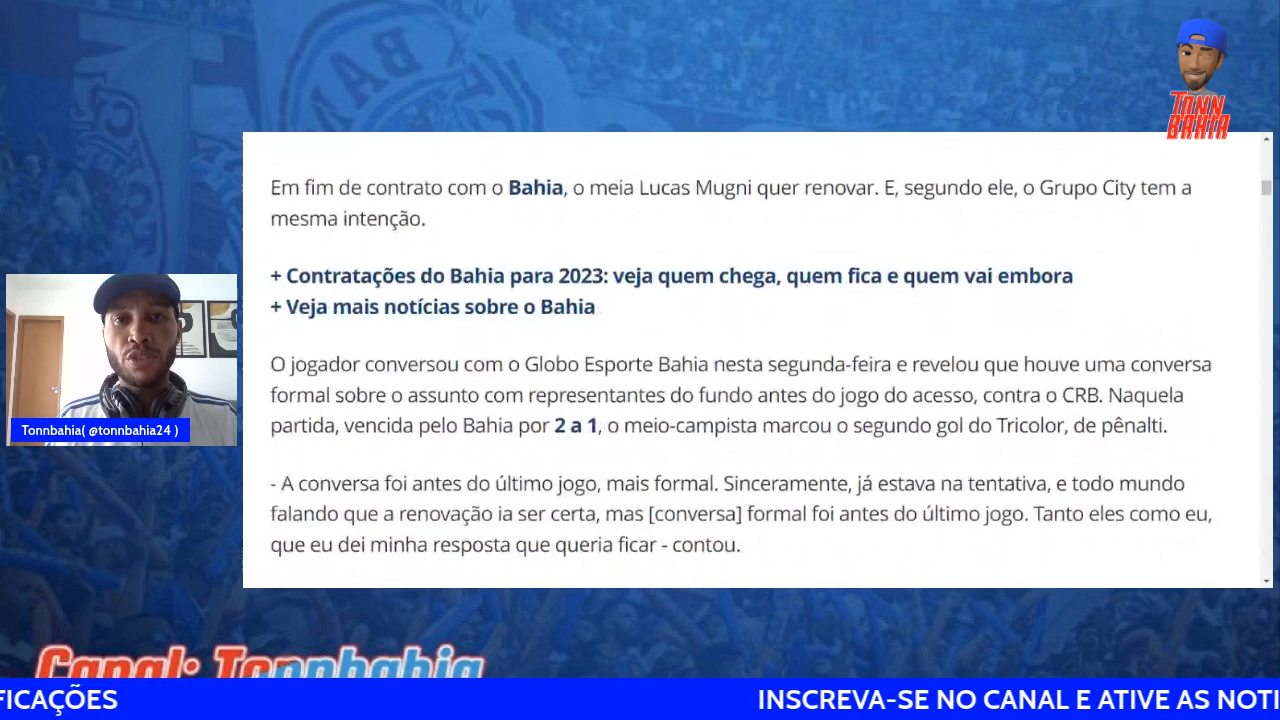 TONN
BAHIA
BA
Em fim de contrato com o Bahia, o meia Lucas Mugni quer renovar. E, segundo ele, o Grupo City tem a
mesma intenção.
+ Contratações do Bahia para 2023: veja quem chega, quem fica e quem vai embora
+ Veja mais notícias sobre o Bahia
O jogador conversou com o Globo Esporte Bahia nesta segunda-feira e revelou que houve uma conversa
formal sobre o assunto com representantes do fundo antes do jogo do acesso, contra o CRB. Naquela
partida, vencida pelo Bahia por 2 a 1, o meio-campista marcou o segundo gol do Tricolor, de pênalti.
- A conversa foi antes do último jogo, mais formal. Sinceramente, já estava na tentativa, e todo mundo
falando que a renovação ia ser certa, mas [conversa] formal foi antes do último jogo. Tanto eles como eu,
que eu dei minha resposta que queria ficar - contou.
Tonnbahia( @tonnbahia24 )
Canal: Tonnbahia
FICAÇÕES INSCREVA-SE NO CANAL E ATIVE AS NOTI